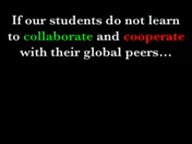 If our students do not learn
to collaborate and cooperate
with their global peers...